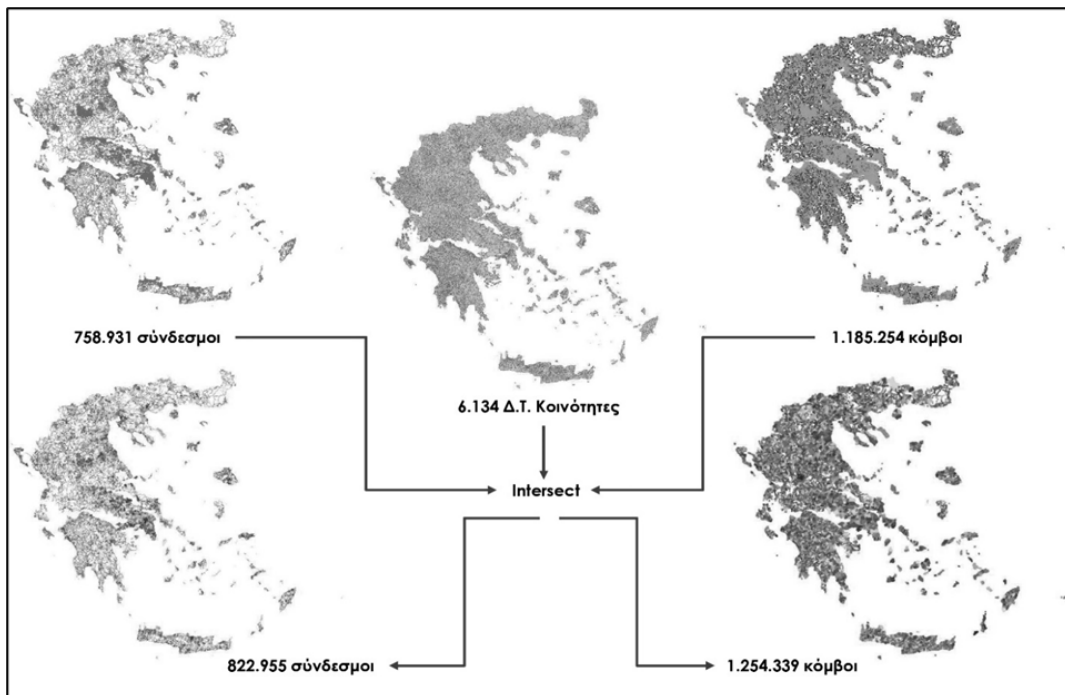 758.931 σύνδεσμοι
1.185.254 κόμβοι
6.134 Δ.Τ. Κοινότητες
Intersect
822.955 σύνδεσμοι
1.254.339 κόμβοι